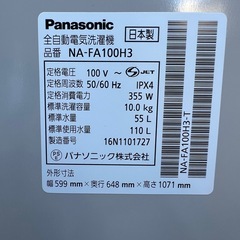 Panasonic
日本製
全自動電気洗濯機
品番 NA-FA100H3
定格電圧 100 V~
JET
定格周波数 50/60 Hz IPX4
定格消費電力 355 W
標準洗濯容量 10.0 kg
標準水量 55 L
標準使用水量 110 L
製造番号 16N1101727
パナソニック株式会社
外形寸法
幅 599 mm × 奥行 648 mm × 高さ 1071 mm
NA-FA100H3-T